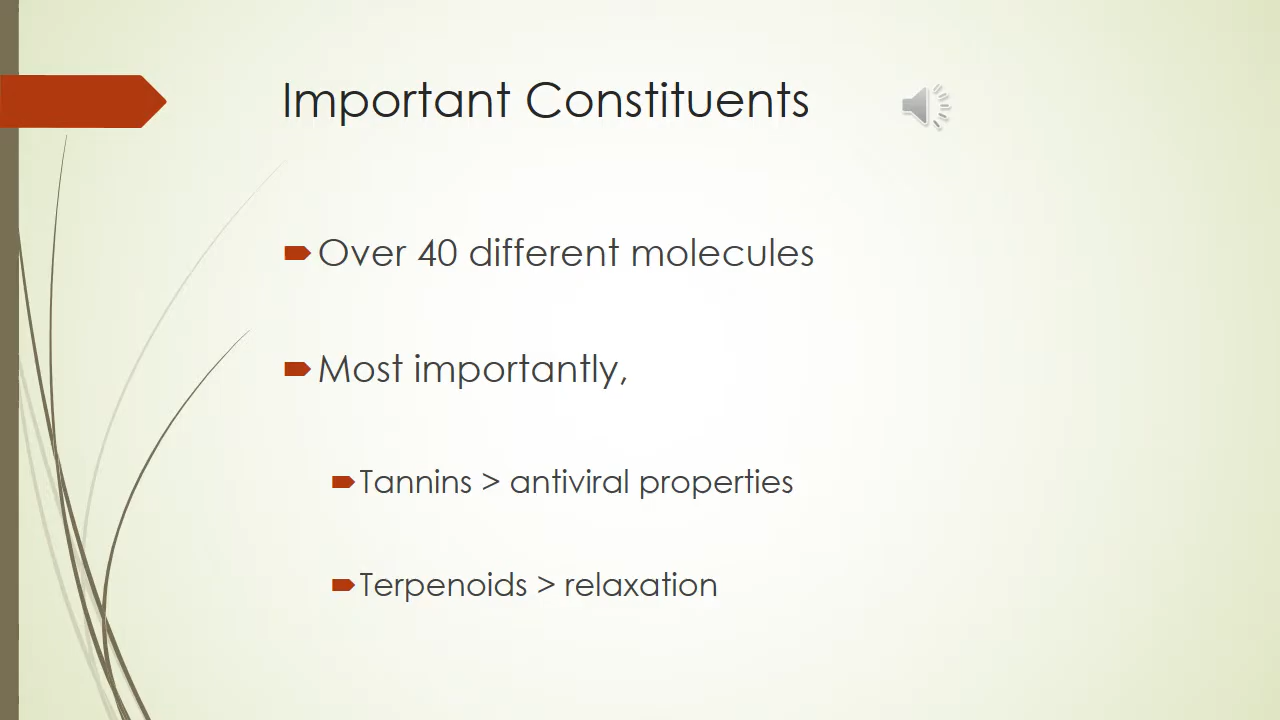 Important Constituents
Over 40 different molecules
Most importantly,
Tannins > antiviral properties
Terpenoids > relaxation